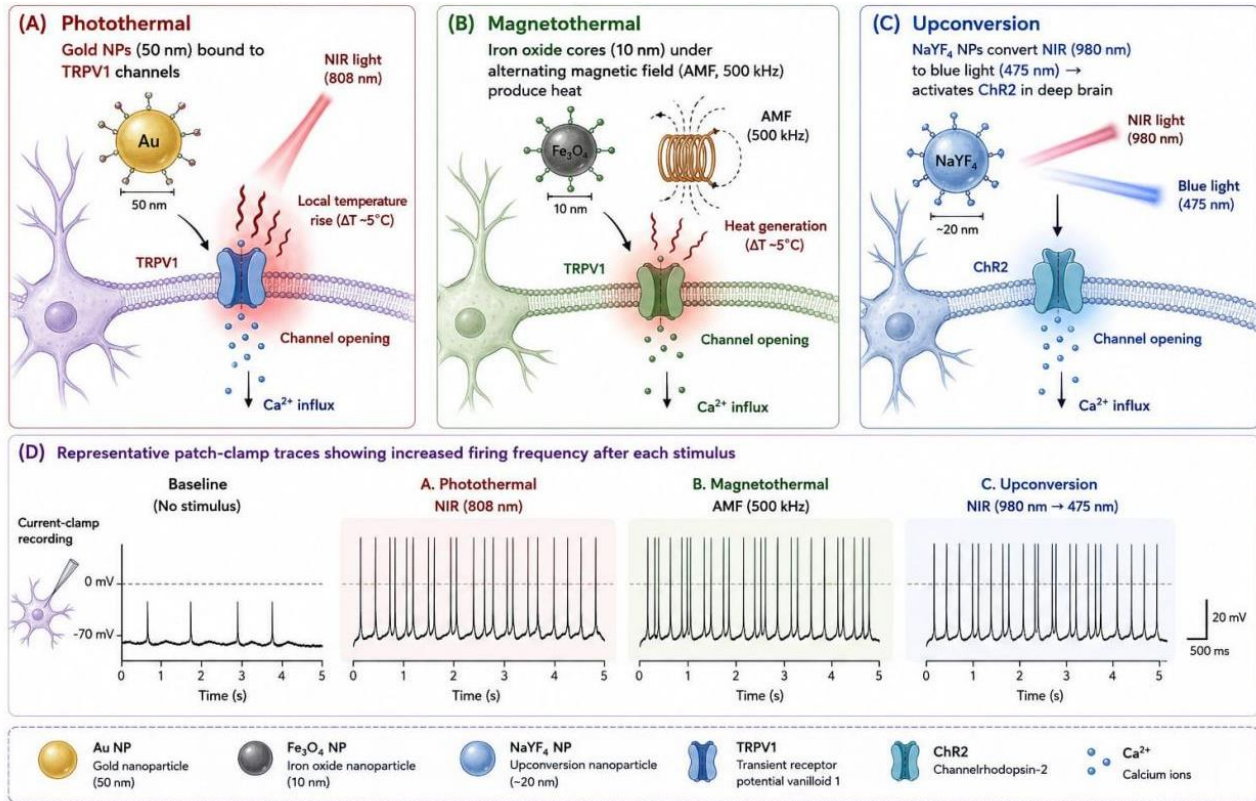 (A) Photothermal
Gold NPs (50 nm) bound to
TRPV1 channels
NIR light
(808 nm)
Au
50 nm
Local temperature
rise (ΔT ~5°C)
TRPV1
Channel opening
Ca²⁺ influx
(B) Magnetothermal
Iron oxide cores (10 nm) under
alternating magnetic field (AMF, 500 kHz)
produce heat
AMF
(500 kHz)
Fe₃O₄
10 nm
Heat generation
(ΔT ~5°C)
TRPV1
Channel opening
Ca²⁺ influx
(C) Upconversion
NaYF₄ NPs convert NIR (980 nm)
to blue light (475 nm) →
activates ChR2 in deep brain
NIR light
(980 nm)
NaYF₄
Blue light
(475 nm)
~20 nm
ChR2
Channel opening
Ca²⁺ influx
(D) Representative patch-clamp traces showing increased firing frequency after each stimulus
Baseline
(No stimulus)
A. Photothermal
NIR (808 nm)
B. Magnetothermal
AMF (500 kHz)
C. Upconversion
NIR (980 nm → 475 nm)
Current-clamp
recording
0 mV
-70 mV
20 mV
500 ms
0 1 2 3 4 5
Time (s)
0 1 2 3 4 5
Time (s)
0 1 2 3 4 5
Time (s)
0 1 2 3 4 5
Time (s)
Au NP
Gold nanoparticle
(50 nm)
Fe₃O₄ NP
Iron oxide nanoparticle
(10 nm)
NaYF₄ NP
Upconversion nanoparticle
(~20 nm)
TRPV1
Transient receptor
potential vanilloid 1
ChR2
Channelrhodopsin-2
Ca²⁺
Calcium ions